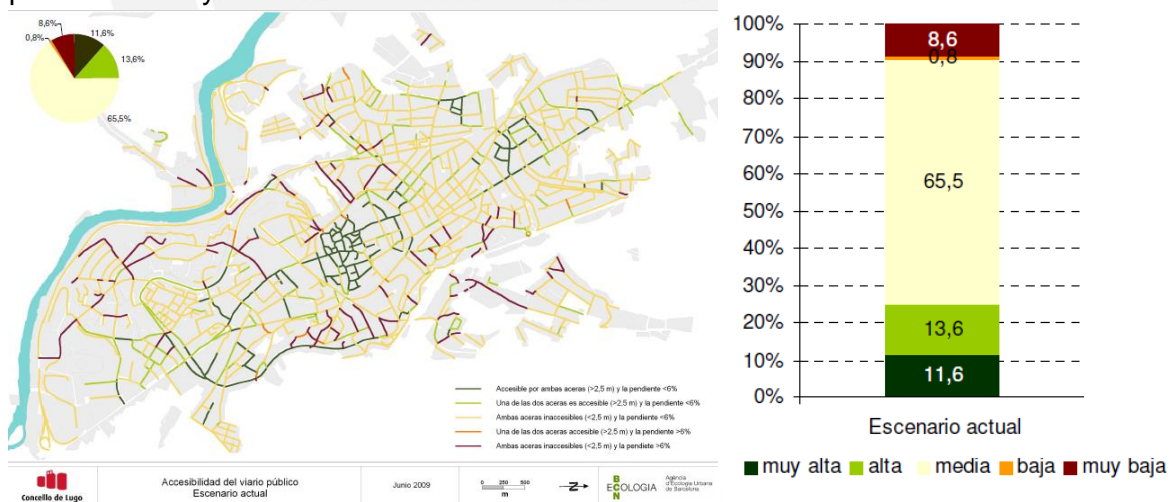 8,6%
0,8%
11,6%
13,6%
65,5%
Accesible por ambas aceras (>2,5 m) y la pendiente <6%
Una de las dos aceras es accesible (>2,5 m) y la pendiente <6%
Ambas aceras inaccesibles (<2,5 m) y la pendiente <6%
Una de las dos aceras accesible (>2,5 m) y la pendiente >6%
Ambas aceras inaccesibles (<2,5 m) y la pendiete >6%
Concello de Lugo
Accesibilidad del viario público
Escenario actual
Junio 2009
0 250 500
m
Z
BCN
ECOLOGIA
Agència
d'Ecologia Urbana
de Barcelona
100%
90%
80%
70%
60%
50%
40%
30%
20%
10%
0%
8,6
0,8
65,5
13,6
11,6
Escenario actual
muy alta alta media baja muy baja